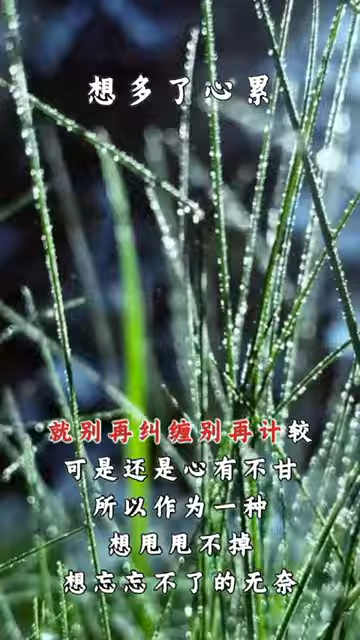 想多了心累
就别再纠缠别再计较
可是还是心有不甘
所以作为一种
想甩甩不掉
想忘忘不了的无奈